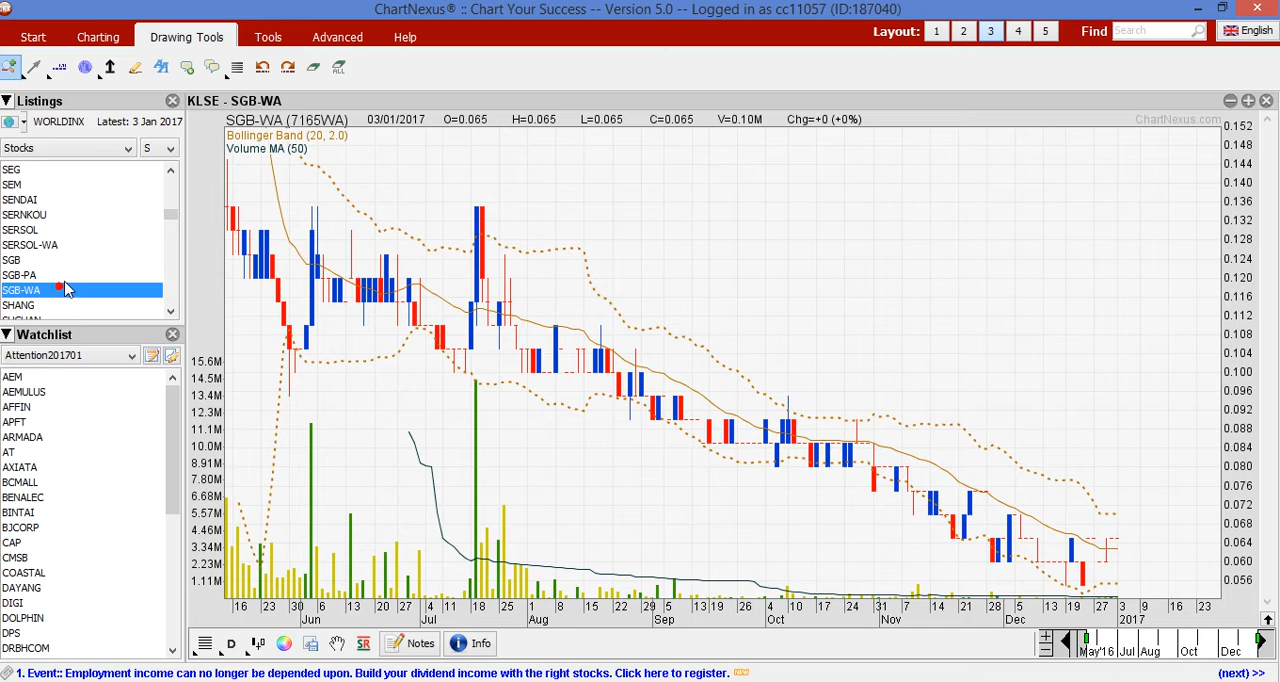 ChartNexus® :: Chart Your Success -- Version 5.0 -- Logged in as cc11057 (ID:187040)
Start Charting Drawing Tools Tools Advanced Help Layout: 1 2 3 4 5 Find Search English
ALL
Listings
WORLDINX Latest: 3 Jan 2017
Stocks S
SEG
SEM
SENDAI
SERNKOU
SERSOL
SERSOL-WA
SGB
SGB-PA
SGB-WA
SHANG
Watchlist
Attention201701
AEM
AEMULUS
AFFIN
APFT
ARMADA
AT
AXIATA
BCMALL
BENALEC
BINTAI
BJCORP
CAP
CMSB
COASTAL
DAYANG
DIGI
DOLPHIN
DPS
DRBHCOM
KLSE - SGB-WA
SGB-WA (7165WA) 03/01/2017 O=0.065 H=0.065 L=0.065 C=0.065 V=0.10M Chg=+0 (+0%) ChartNexus.com
Bollinger Band (20, 2.0)
Volume MA (50)
0.152
0.148
0.144
0.140
0.136
0.132
0.128
0.124
0.120
0.116
0.112
0.108
0.104
0.100
0.096
0.092
0.088
0.084
0.080
0.076
0.072
0.068
0.064
0.060
0.056
15.6M
14.5M
13.4M
12.3M
11.1M
10.0M
8.91M
7.80M
6.68M
5.57M
4.46M
3.34M
2.23M
1.11M
16 23 30 6 13 20 27 4 11 18 25 1 8 15 22 29 5 13 19 26 4 10 17 24 31 7 14 21 28 5 13 19 27 3 9 16 23
Jun Jul Aug Sep Oct Nov Dec 2017
D SR Notes Info May'16 Jul Aug Oct Dec
1. Event:: Employment income can no longer be depended upon. Build your dividend income with the right stocks. Click here to register. NEW (next) >>